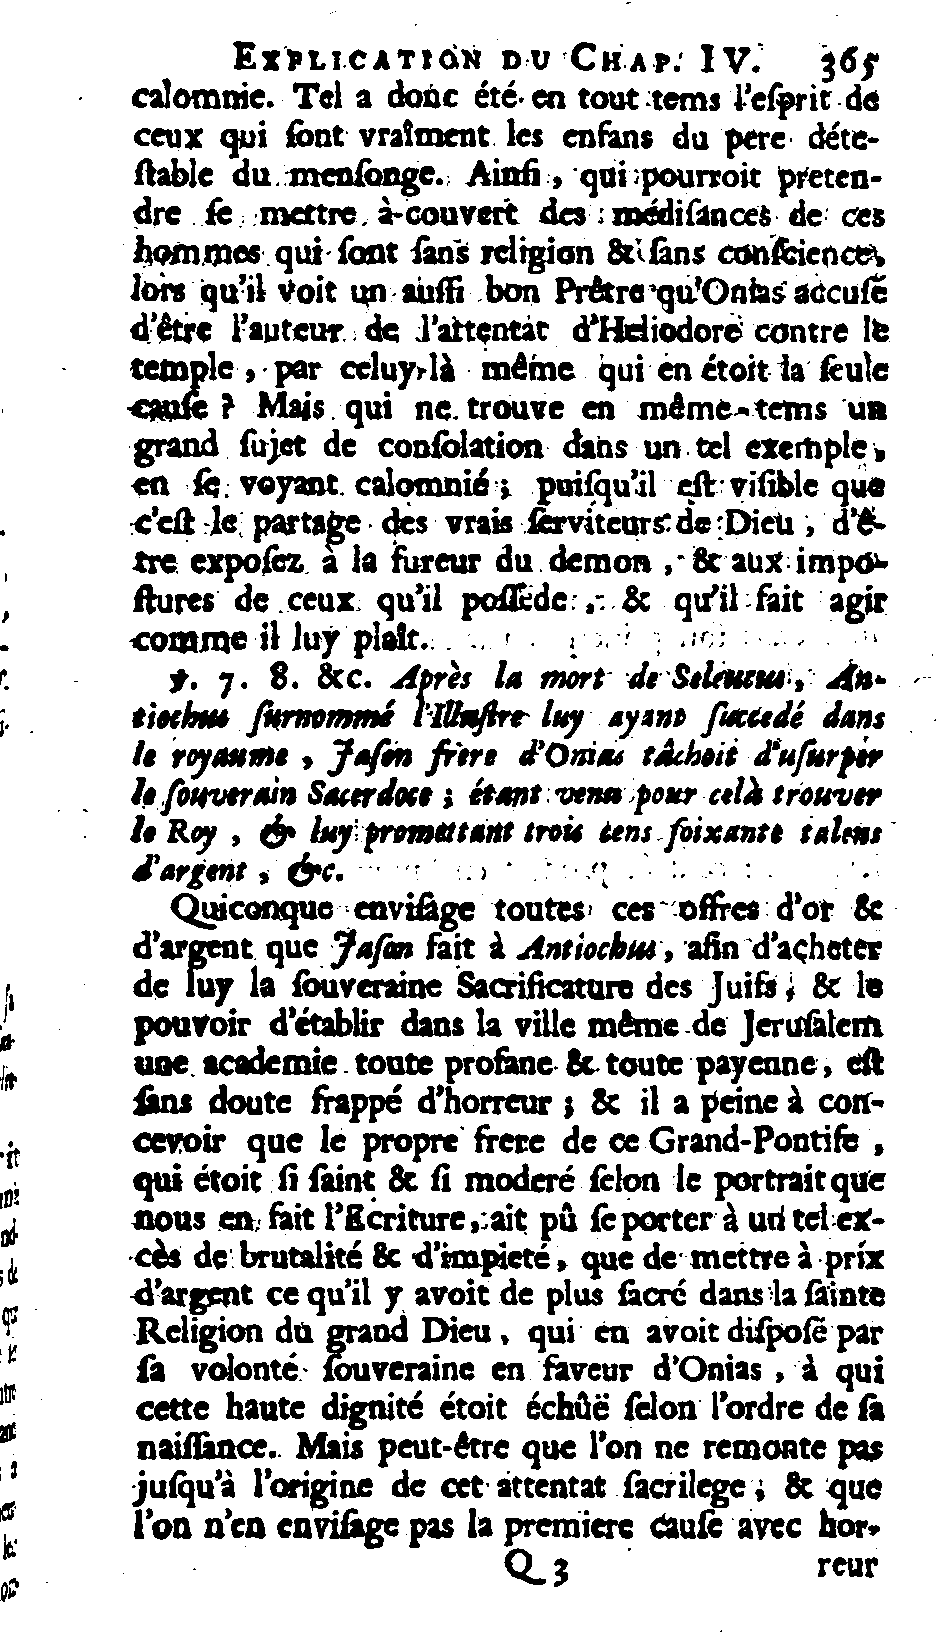 EXPLICATION DU CHAP. IV. 365
calomnie. Tel a donc été en tout tems l'eſprit de
ceux qui ſont vraîment les enfans du pere déte-
ſtable du menſonge. Ainſi, qui pourroit preten-
dre ſe mettre à-couvert des médiſances de ces
hommes qui ſont ſans religion & ſans conſcience,
lors qu'il voit un auſſi bon Prêtre qu'Onias accuſé
d'être l'auteur de l'attentat d'Heliodore contre le
temple, par celuy-là même qui en étoit la ſeule
cauſe ? Mais qui ne trouve en même-tems un
grand ſujet de conſolation dans un tel exemple,
en ſe voyant calomnié ; puiſqu'il eſt viſible que
c'eſt le partage des vrais ſerviteurs de Dieu, d'ê-
tre expoſez à la fureur du demon, & aux impo-
ſtures de ceux qu'il poſſede, & qu'il fait agir
comme il luy plaît.
℣. 7. 8. &c. Après la mort de Seleucus, An-
tiochus ſurnommé l'Illuſtre luy ayant ſuccedé dans
le royaume, Jaſon frere d'Onias tâchoit d'uſurper
le ſouverain Sacerdoce ; étant venu pour celà trouver
le Roy, & luy promettant trois cens ſoixante talens
d'argent, &c.
Quiconque enviſage toutes ces offres d'or &
d'argent que Jaſon fait à Antiochus, afin d'acheter
de luy la ſouveraine Sacrificature des Juifs, & le
pouvoir d'établir dans la ville même de Jeruſalem
une academie toute profane & toute payenne, eſt
ſans doute frappé d'horreur ; & il a peine à con-
cevoir que le propre frere de ce Grand-Pontife,
qui étoit ſi ſaint & ſi moderé ſelon le portrait que
nous en fait l'Ecriture, ait pû ſe porter à un tel ex-
cès de brutalité & d'impieté, que de mettre à prix
d'argent ce qu'il y avoit de plus ſacré dans la ſainte
Religion du grand Dieu, qui en avoit diſpoſé par
ſa volonté ſouveraine en faveur d'Onias, à qui
cette haute dignité étoit échûë ſelon l'ordre de ſa
naiſſance. Mais peut-être que l'on ne remonte pas
juſqu'à l'origine de cet attentat ſacrilege ; & que
l'on n'en enviſage pas la premiere cauſe avec hor-
Q 3 reur